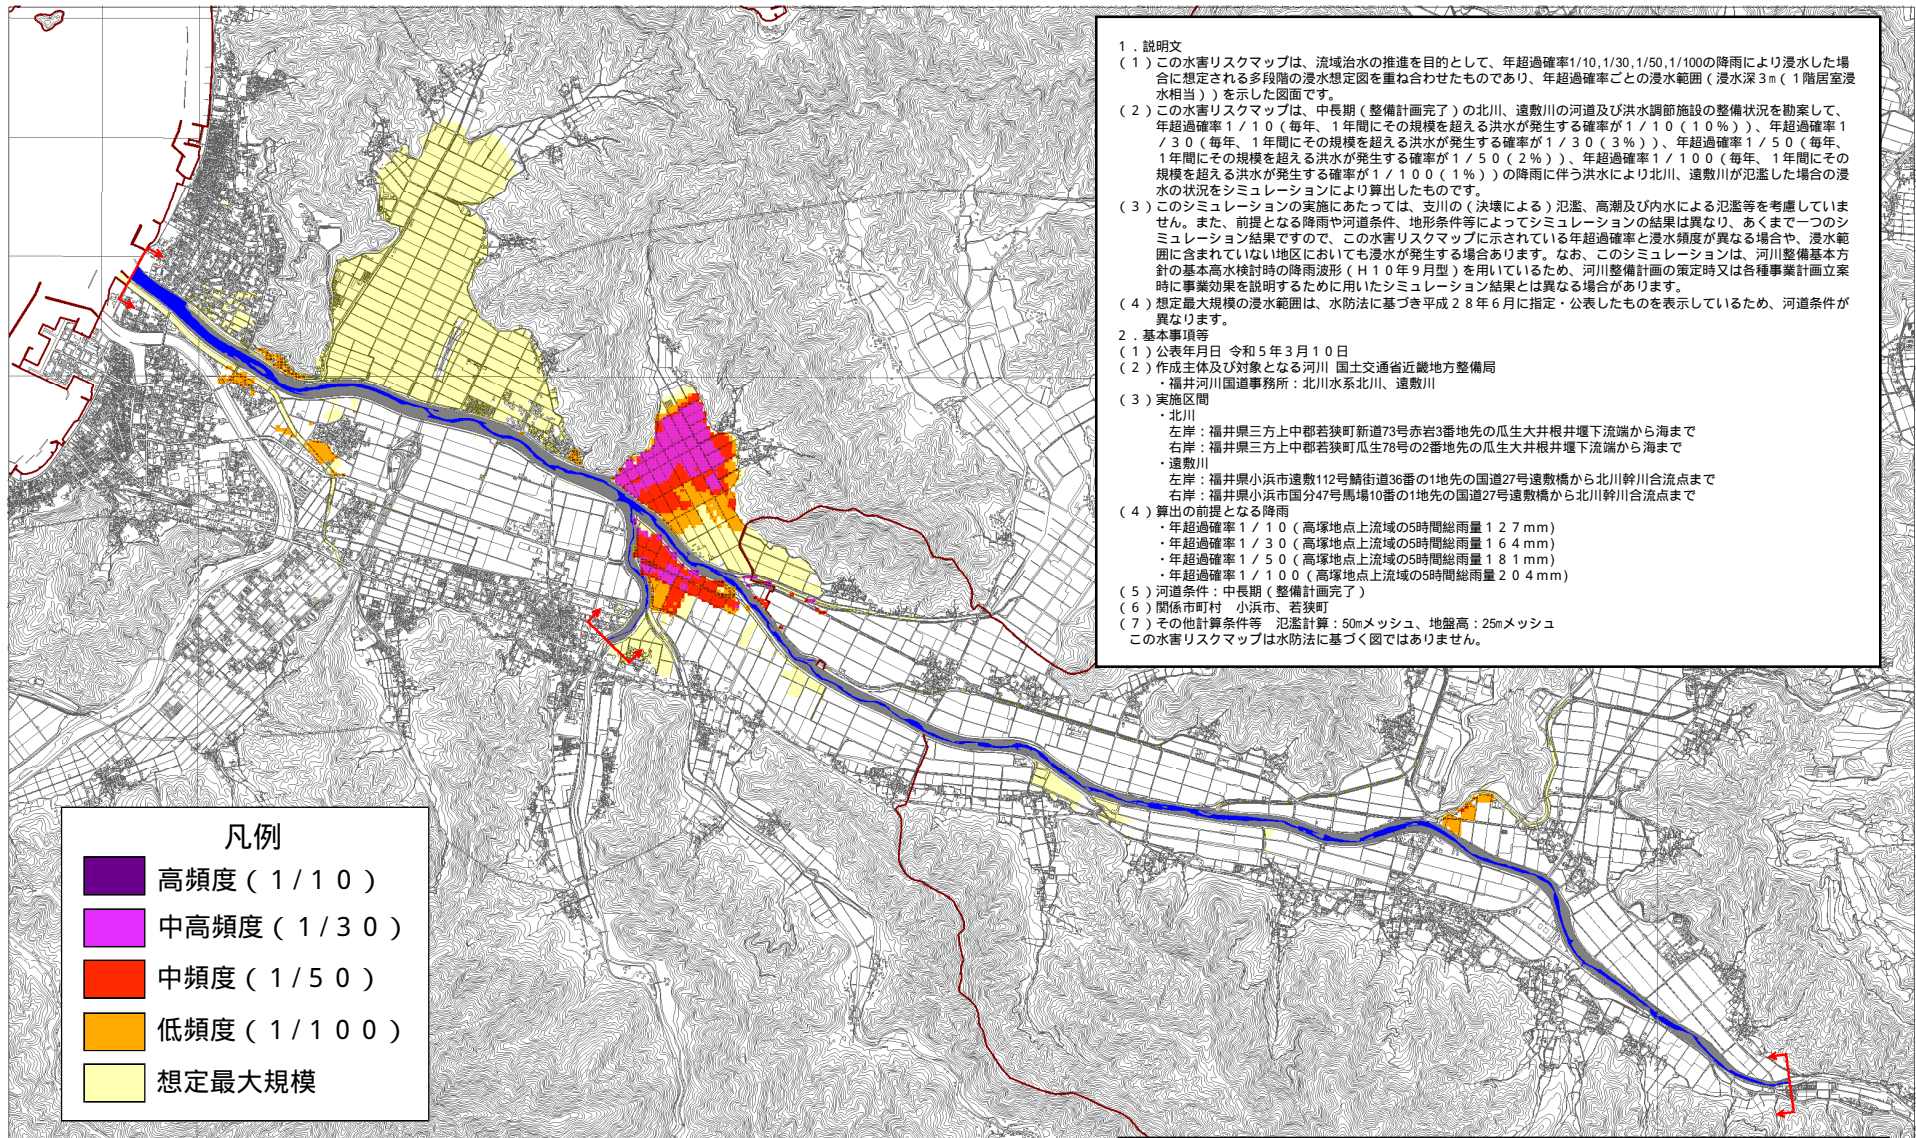 1．説明文
（1）この水害リスクマップは、流域治水の推進を目的として、年超過確率1/10,1/30,1/50,1/100の降雨により浸水した場
合に想定される多段階の浸水想定図を重ね合わせたものであり、年超過確率ごとの浸水範囲（浸水深3m（1階居室浸
水相当））を示した図面です。
（2）この水害リスクマップは、中長期（整備計画完了）の北川、遠敷川の河道及び洪水調節施設の整備状況を勘案して、
年超過確率1/10（毎年、1年間にその規模を超える洪水が発生する確率が1/10（10%））、年超過確率1
/30（毎年、1年間にその規模を超える洪水が発生する確率が1/30（3%））、年超過確率1/50（毎年、
1年間にその規模を超える洪水が発生する確率が1/50（2%））、年超過確率1/100（毎年、1年間にその
規模を超える洪水が発生する確率が1/100（1%））の降雨に伴う洪水により北川、遠敷川が氾濫した場合の浸
水の状況をシミュレーションにより算出したものです。
（3）このシミュレーションの実施にあたっては、支川の（決壊による）氾濫、高潮及び内水による氾濫等を考慮していま
せん。また、前提となる降雨や河道条件、地形条件等によってシミュレーションの結果は異なり、あくまで一つのシ
ミュレーション結果ですので、この水害リスクマップに示されている年超過確率と浸水頻度が異なる場合や、浸水範
囲に含まれていない地区においても浸水が発生する場合あります。なお、このシミュレーションは、河川整備基本方
針の基本高水検討時の降雨波形（H10年9月型）を用いているため、河川整備計画の策定時又は各種事業計画立案
時に事業効果を説明するために用いたシミュレーション結果とは異なる場合があります。
（4）想定最大規模の浸水範囲は、水防法に基づき平成28年6月に指定・公表したものを表示しているため、河道条件が
異なります。
2．基本事項等
（1）公表年月日 令和5年3月10日
（2）作成主体及び対象となる河川 国土交通省近畿地方整備局
・福井河川国道事務所：北川水系北川、遠敷川
（3）実施区間
・北川
左岸：福井県三方上中郡若狭町新道73号赤岩3番地先の瓜生大井根井堰下流端から海まで
右岸：福井県三方上中郡若狭町瓜生78号の2番地先の瓜生大井根井堰下流端から海まで
・遠敷川
左岸：福井県小浜市遠敷112号鯖街道36番の1地先の国道27号遠敷橋から北川幹川合流点まで
右岸：福井県小浜市国分47号馬場10番の1地先の国道27号遠敷橋から北川幹川合流点まで
（4）算出の前提となる降雨
・年超過確率1/10（高塚地点上流域の5時間総雨量127mm）
・年超過確率1/30（高塚地点上流域の5時間総雨量164mm）
・年超過確率1/50（高塚地点上流域の5時間総雨量181mm）
・年超過確率1/100（高塚地点上流域の5時間総雨量204mm）
（5）河道条件：中長期（整備計画完了）
（6）関係市町村 小浜市、若狭町
（7）その他計算条件等 氾濫計算：50mメッシュ、地盤高：25mメッシュ
この水害リスクマップは水防法に基づく図ではありません。
凡例
高頻度（1/10）
中高頻度（1/30）
中頻度（1/50）
低頻度（1/100）
想定最大規模